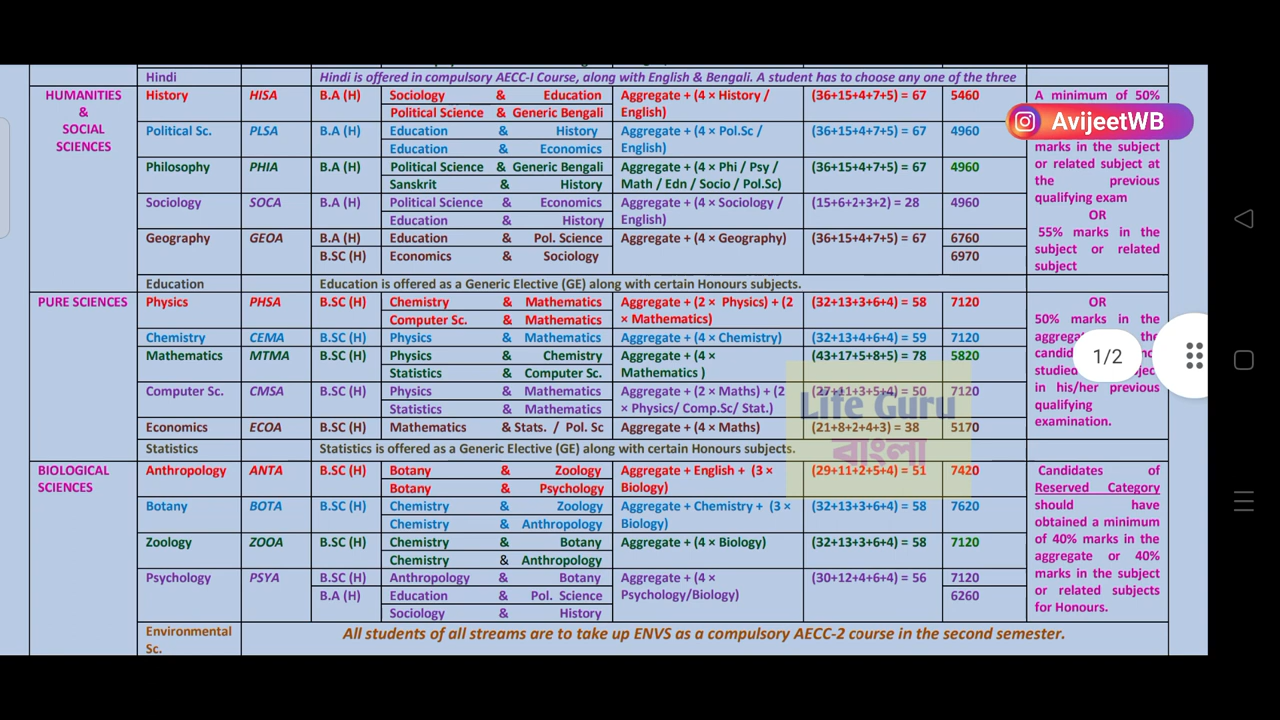 Hindi Hindi is offered in compulsory AECC-I Course, along with English & Bengali. A student has to choose any one of the three
HUMANITIES
&
SOCIAL
SCIENCES
History HISA B.A (H) Sociology & Education Aggregate + (4 × History / (36+15+4+7+5) = 67 5460
Political Science & Generic Bengali English)
Political Sc. PLSA B.A (H) Education & History Aggregate + (4 × Pol.Sc / (36+15+4+7+5) = 67 4960
Education & Economics English)
Philosophy PHIA B.A (H) Political Science & Generic Bengali Aggregate + (4 × Phi / Psy / (36+15+4+7+5) = 67 4960
Sanskrit & History Math / Edn / Socio / Pol.Sc)
Sociology SOCA B.A (H) Political Science & Economics Aggregate + (4 × Sociology / (15+6+2+3+2) = 28 4960
Education & History English)
Geography GEOA B.A (H) Education & Pol. Science Aggregate + (4 × Geography) (36+15+4+7+5) = 67 6760
B.SC (H) Economics & Sociology 6970
Education Education is offered as a Generic Elective (GE) along with certain Honours subjects.
PURE SCIENCES
Physics PHSA B.SC (H) Chemistry & Mathematics Aggregate + (2 × Physics) + (2 (32+13+3+6+4) = 58 7120
Computer Sc. & Mathematics × Mathematics)
Chemistry CEMA B.SC (H) Physics & Mathematics Aggregate + (4 × Chemistry) (32+13+4+6+4) = 59 7120
Mathematics MTMA B.SC (H) Physics & Chemistry Aggregate + (4 × (43+17+5+8+5) = 78 5820
Statistics & Computer Sc. Mathematics )
Computer Sc. CMSA B.SC (H) Physics & Mathematics Aggregate + (2 × Maths) + (2 (27+11+3+5+4) = 50 7120
Statistics & Mathematics × Physics/ Comp.Sc/ Stat.)
Economics ECOA B.SC (H) Mathematics & Stats. / Pol. Sc Aggregate + (4 × Maths) (21+8+2+4+3) = 38 5170
Statistics Statistics is offered as a Generic Elective (GE) along with certain Honours subjects.
BIOLOGICAL
SCIENCES
Anthropology ANTA B.SC (H) Botany & Zoology Aggregate + English + (3 × (29+11+2+5+4) = 51 7420
Botany & Psychology Biology)
Botany BOTA B.SC (H) Chemistry & Zoology Aggregate + Chemistry + (3 × (32+13+3+6+4) = 58 7620
Chemistry & Anthropology Biology)
Zoology ZOOA B.SC (H) Chemistry & Botany Aggregate + (4 × Biology) (32+13+3+6+4) = 58 7120
Chemistry & Anthropology
Psychology PSYA B.SC (H) Anthropology & Botany Aggregate + (4 × (30+12+4+6+4) = 56 7120
B.A (H) Education & Pol. Science Psychology/Biology) 6260
Sociology & History
Environmental
Sc.
All students of all streams are to take up ENVS as a compulsory AECC-2 course in the second semester.
A minimum of 50%
AvijeetWB
marks in the subject
or related subject at
the previous
qualifying exam
OR
55% marks in the
subject or related
subject
OR
50% marks in the
1/2
in his/her previous
qualifying
examination.
Candidates of
Reserved Category
should have
obtained a minimum
of 40% marks in the
aggregate or 40%
marks in the subject
or related subjects
for Honours.
Life Guru
বাংলা